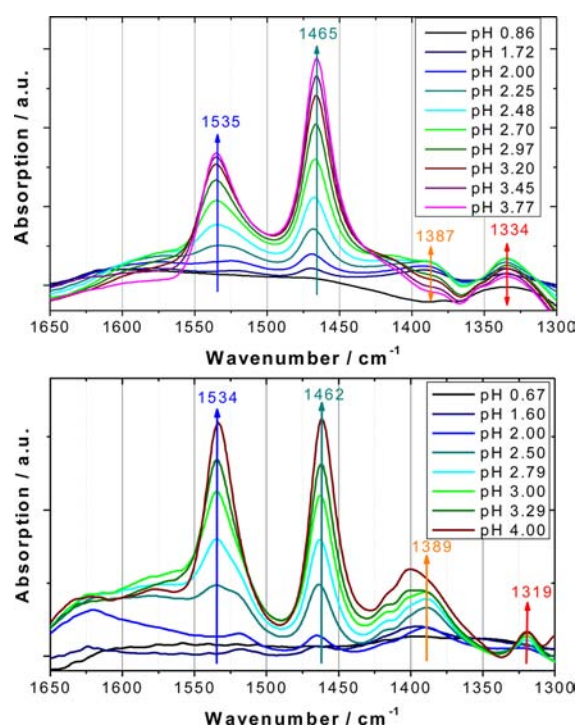 1465
1535
1387
1334
pH 0.86
pH 1.72
pH 2.00
pH 2.25
pH 2.48
pH 2.70
pH 2.97
pH 3.20
pH 3.45
pH 3.77
Absorption / a.u.
1650 1600 1550 1500 1450 1400 1350 1300
Wavenumber / cm⁻¹
1534
1462
1389
1319
pH 0.67
pH 1.60
pH 2.00
pH 2.50
pH 2.79
pH 3.00
pH 3.29
pH 4.00
Absorption / a.u.
1650 1600 1550 1500 1450 1400 1350 1300
Wavenumber / cm⁻¹